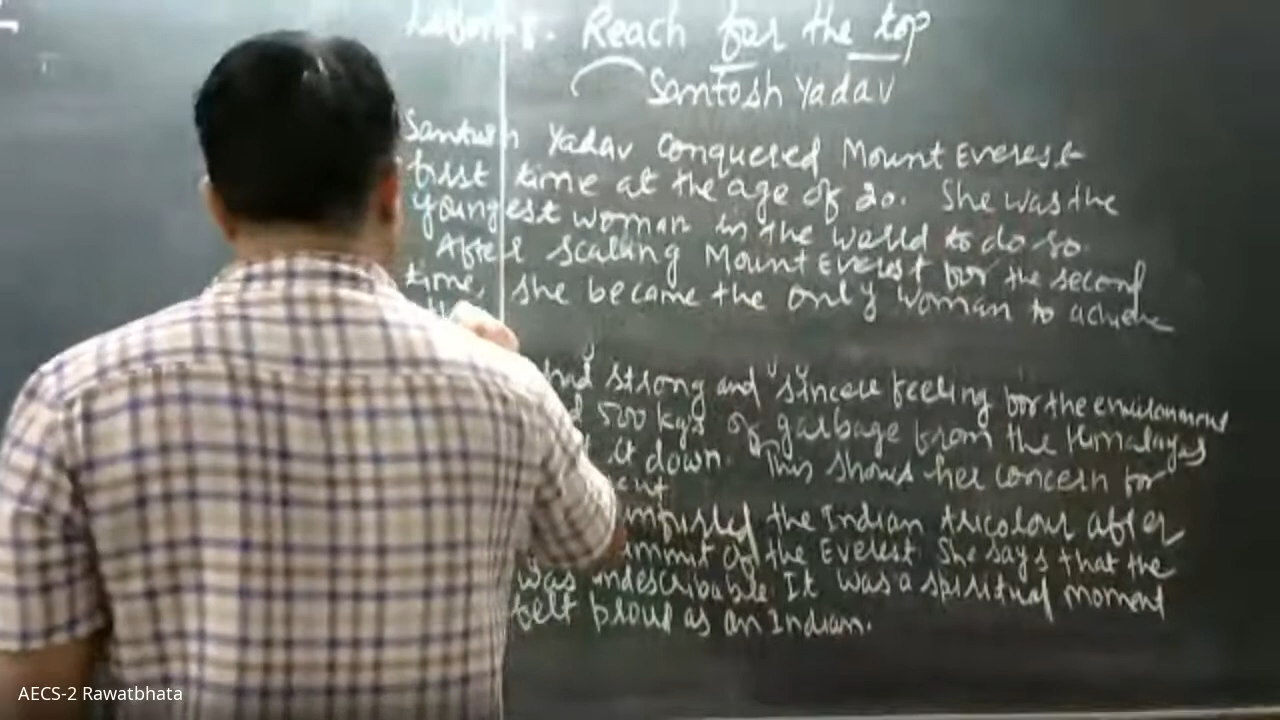 Reach for the top
Santosh Yadav
Santosh Yadav conquered Mount Everest
first time at the age of 20. She was the
youngest woman in the world to do so.
After scaling Mount Everest for the second
time, she became the only woman to achieve
had strong and sincere feeling for the environment
500 kgs of garbage from the Himalayas
it down. This shows her concern for
the Indian tricolour after
of the Everest. She says that the
was indescribable. It was a spiritual moment
felt proud as an Indian.
AECS-2 Rawatbhata